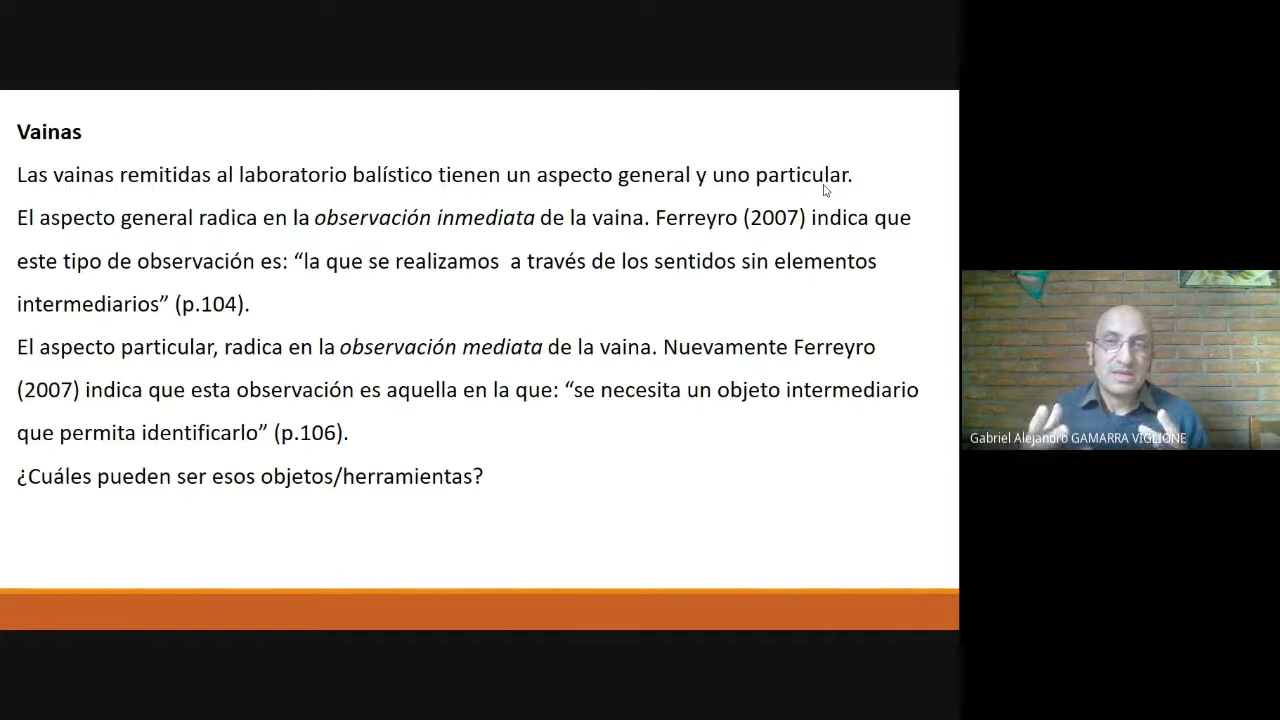 Vainas
Las vainas remitidas al laboratorio balístico tienen un aspecto general y uno particular.
El aspecto general radica en la observación inmediata de la vaina. Ferreyro (2007) indica que
este tipo de observación es: “la que se realizamos a través de los sentidos sin elementos
intermediarios” (p.104).
El aspecto particular, radica en la observación mediata de la vaina. Nuevamente Ferreyro
(2007) indica que esta observación es aquella en la que: “se necesita un objeto intermediario
que permita identificarlo” (p.106).
¿Cuáles pueden ser esos objetos/herramientas?
Gabriel Alejandro GAMARRA VIGLIONE